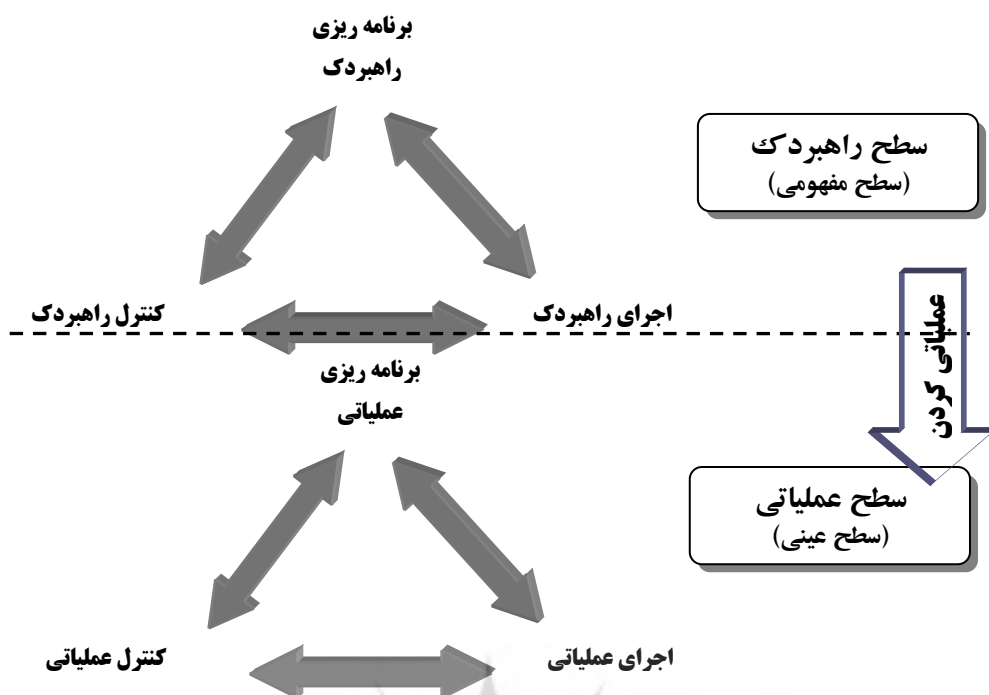 برنامه ریزی
راهبردک
سطح راهبردک
(سطح مفهومی)
کنترل راهبردک
اجرای راهبردک
عملیاتی کردن
برنامه ریزی
عملیاتی
سطح عملیاتی
(سطح عینی)
کنترل عملیاتی
اجرای عملیاتی